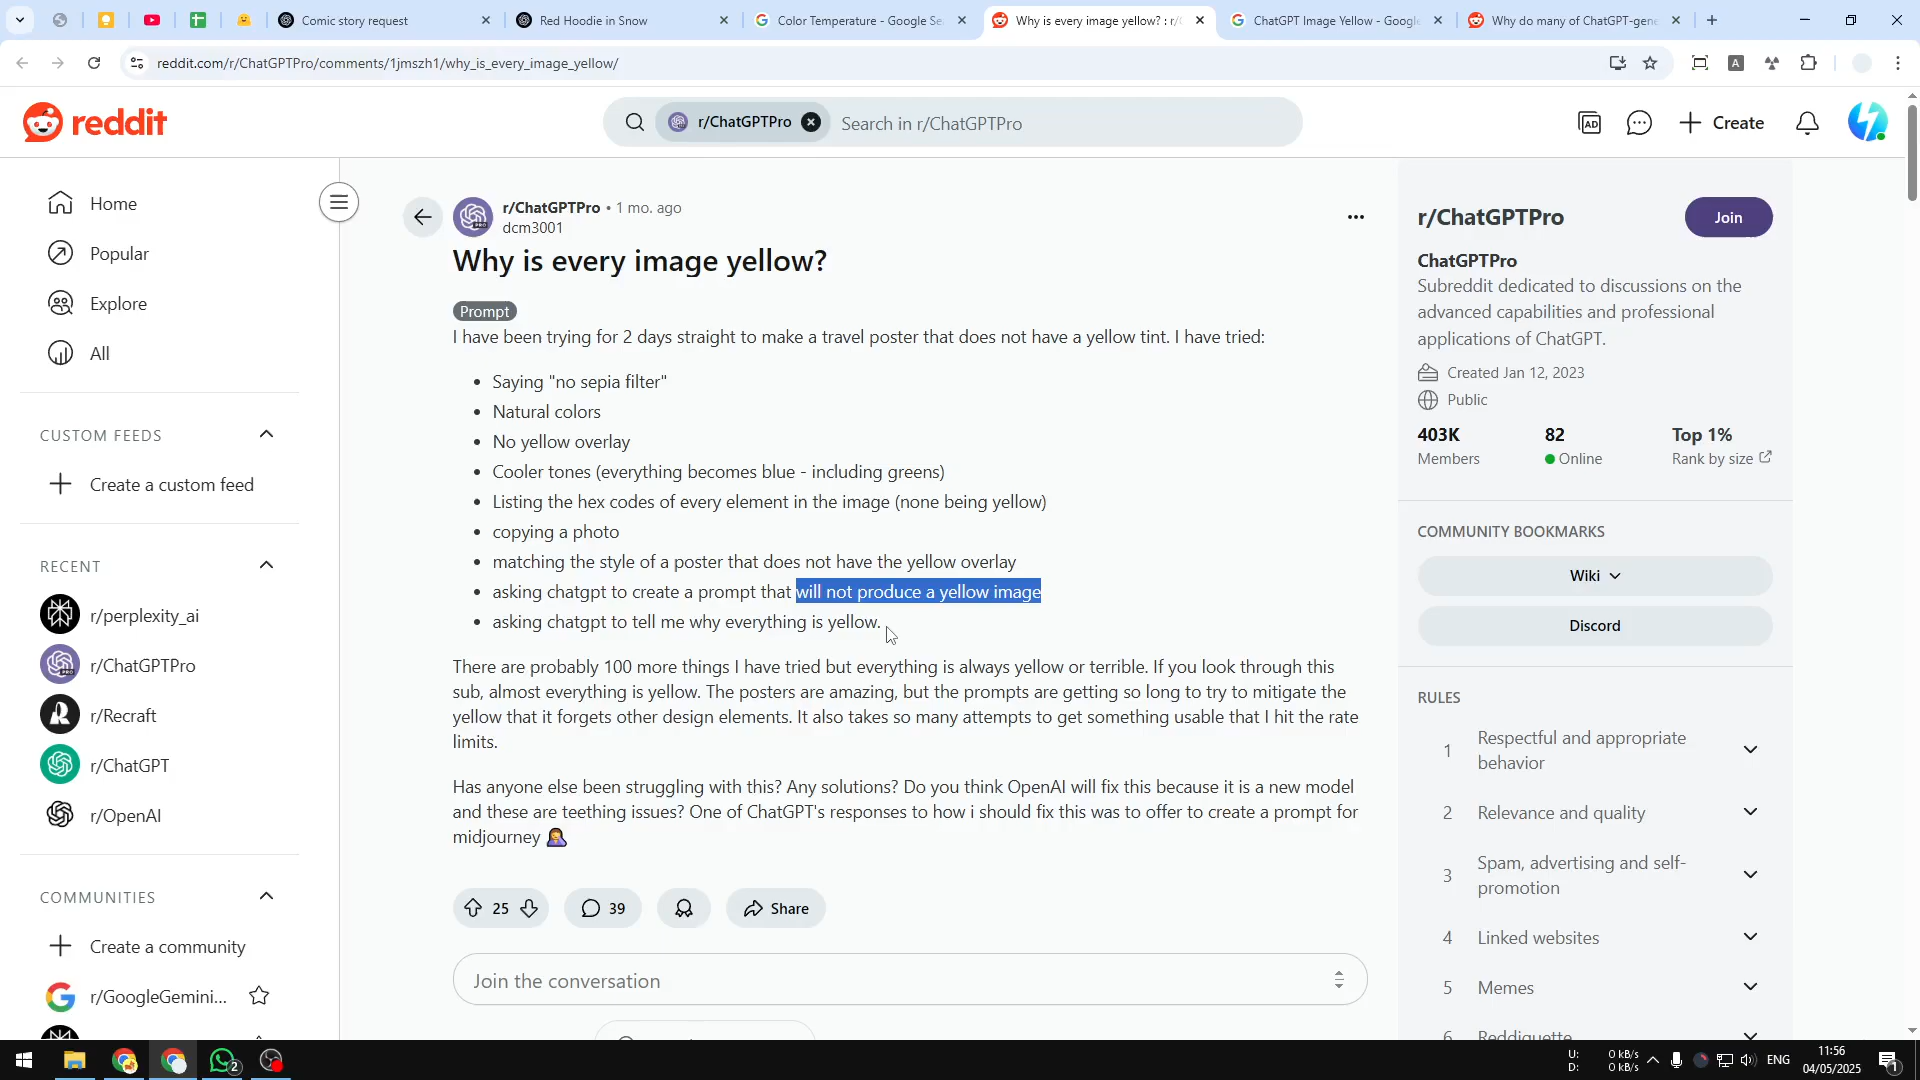 Comic story request
Red Hoodie in Snow
Color Temperature - Google Se
Why is every image yellow? : r/
ChatGPT Image Yellow - Google
Why do many of ChatGPT-gene
reddit.com/r/ChatGPTPro/comments/1jmszh1/why_is_every_image_yellow/
A
reddit
r/ChatGPTPro
Search in r/ChatGPTPro
AD
Create
Home
Popular
Explore
All
CUSTOM FEEDS
Create a custom feed
RECENT
r/perplexity_ai
r/ChatGPTPro
r/Recraft
r/ChatGPT
r/OpenAI
COMMUNITIES
Create a community
r/GoogleGemini...
r/ChatGPTPro • 1 mo. ago
dcm3001
Why is every image yellow?
Prompt
I have been trying for 2 days straight to make a travel poster that does not have a yellow tint. I have tried:
• Saying "no sepia filter"
• Natural colors
• No yellow overlay
• Cooler tones (everything becomes blue - including greens)
• Listing the hex codes of every element in the image (none being yellow)
• copying a photo
• matching the style of a poster that does not have the yellow overlay
• asking chatgpt to create a prompt that will not produce a yellow image
• asking chatgpt to tell me why everything is yellow.
There are probably 100 more things I have tried but everything is always yellow or terrible. If you look through this
sub, almost everything is yellow. The posters are amazing, but the prompts are getting so long to try to mitigate the
yellow that it forgets other design elements. It also takes so many attempts to get something usable that I hit the rate
limits.
Has anyone else been struggling with this? Any solutions? Do you think OpenAI will fix this because it is a new model
and these are teething issues? One of ChatGPT's responses to how i should fix this was to offer to create a prompt for
midjourney 🤦‍♀️
25
39
Share
Join the conversation
r/ChatGPTPro
Join
ChatGPTPro
Subreddit dedicated to discussions on the
advanced capabilities and professional
applications of ChatGPT.
Created Jan 12, 2023
Public
403K
82
Top 1%
Members
Online
Rank by size
COMMUNITY BOOKMARKS
Wiki
Discord
RULES
1 Respectful and appropriate
behavior
2 Relevance and quality
3 Spam, advertising and self-
promotion
4 Linked websites
5 Memes
6 Reddiquette
2
U: 0 kB/s
D: 0 kB/s
ENG
11:56
04/05/2025
1